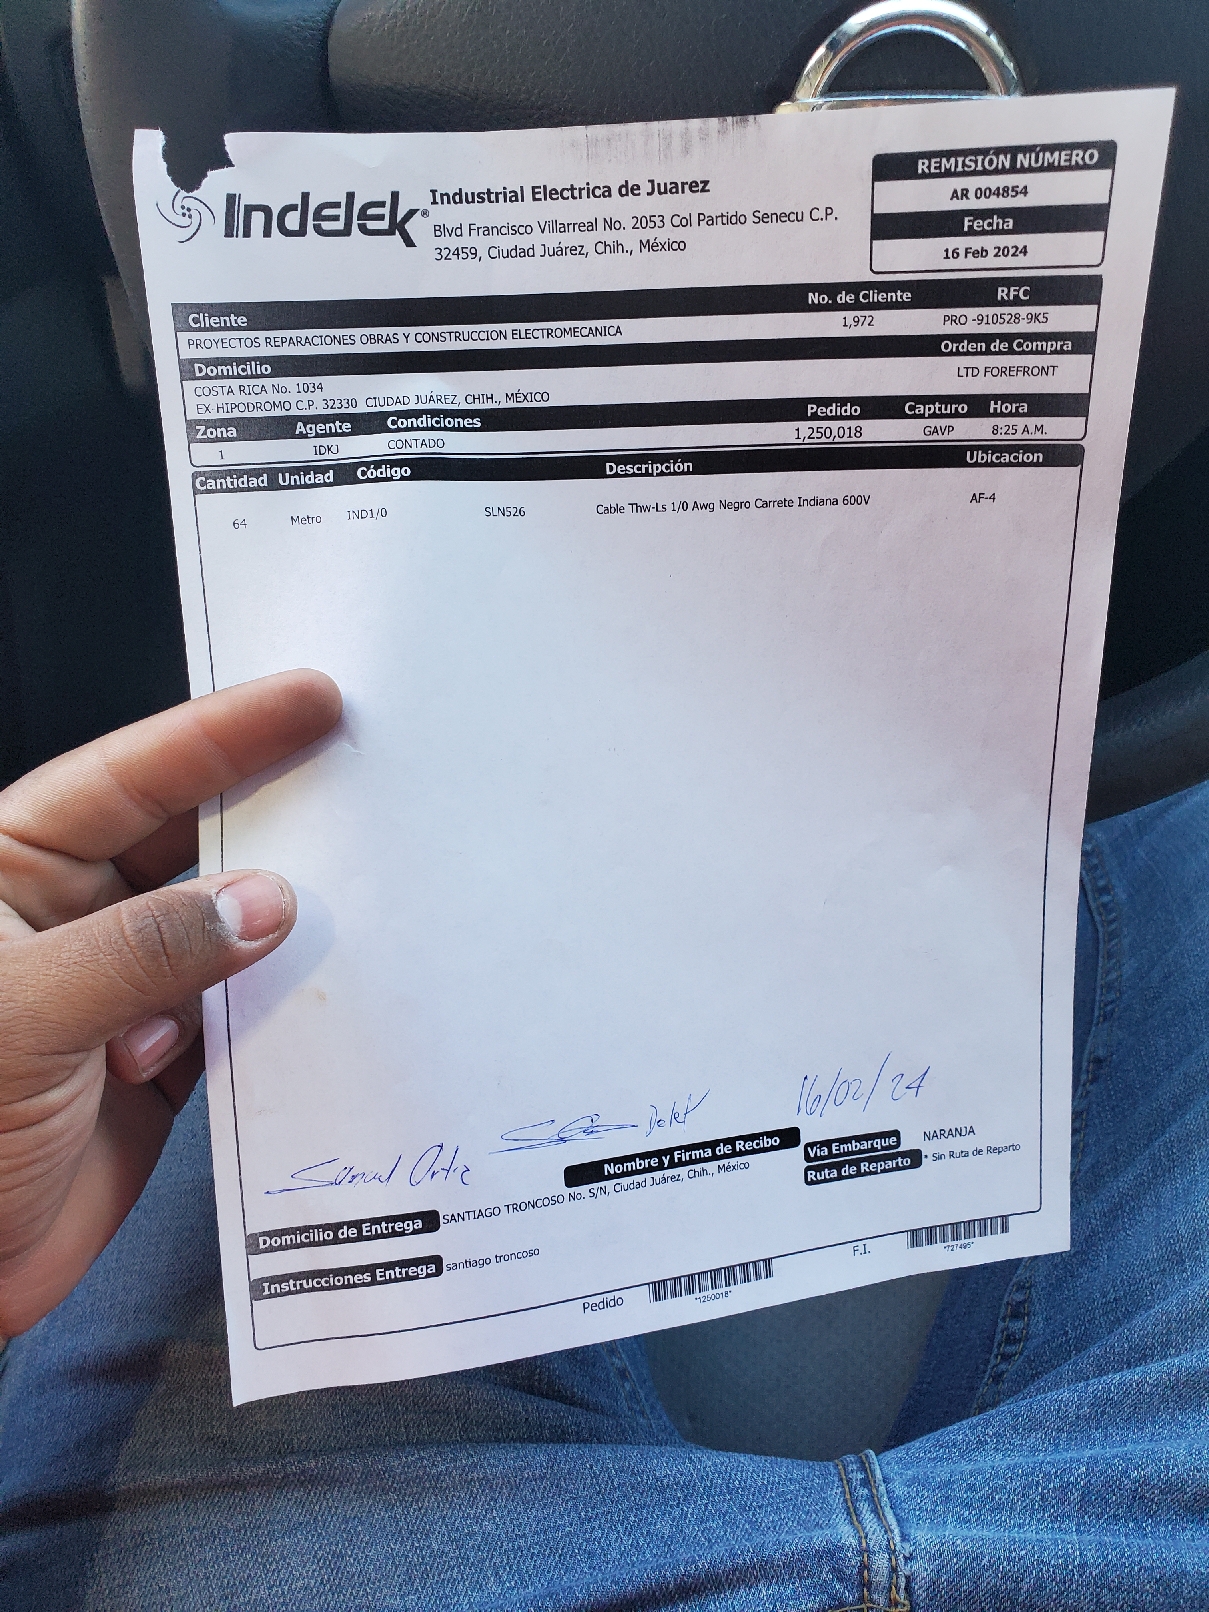 Indelek®
Industrial Electrica de Juarez
Blvd Francisco Villarreal No. 2053 Col Partido Senecu C.P.
32459, Ciudad Juárez, Chih., México
REMISIÓN NÚMERO
AR 004854
Fecha
16 Feb 2024
Cliente No. de Cliente RFC
PROYECTOS REPARACIONES OBRAS Y CONSTRUCCION ELECTROMECANICA 1,972 PRO -910528-9K5
Domicilio Orden de Compra
COSTA RICA No. 1034 LTD FOREFRONT
EX-HIPODROMO C.P. 32330 CIUDAD JUÁREZ, CHIH., MÉXICO
Zona Agente Condiciones Pedido Capturo Hora
1 IDKJ CONTADO 1,250,018 GAVP 8:25 A.M.
Cantidad Unidad Código Descripción Ubicacion
64 Metro IND1/0 SLN526 Cable Thw-Ls 1/0 Awg Negro Carrete Indiana 600V AF-4
16/02/24
Samuel Ortiz
Nombre y Firma de Recibo
Vía Embarque NARANJA
Ruta de Reparto * Sin Ruta de Reparto
Domicilio de Entrega SANTIAGO TRONCOSO No. S/N, Ciudad Juárez, Chih., México
Instrucciones Entrega santiago troncoso
Pedido *1250018* F.I. *727495*